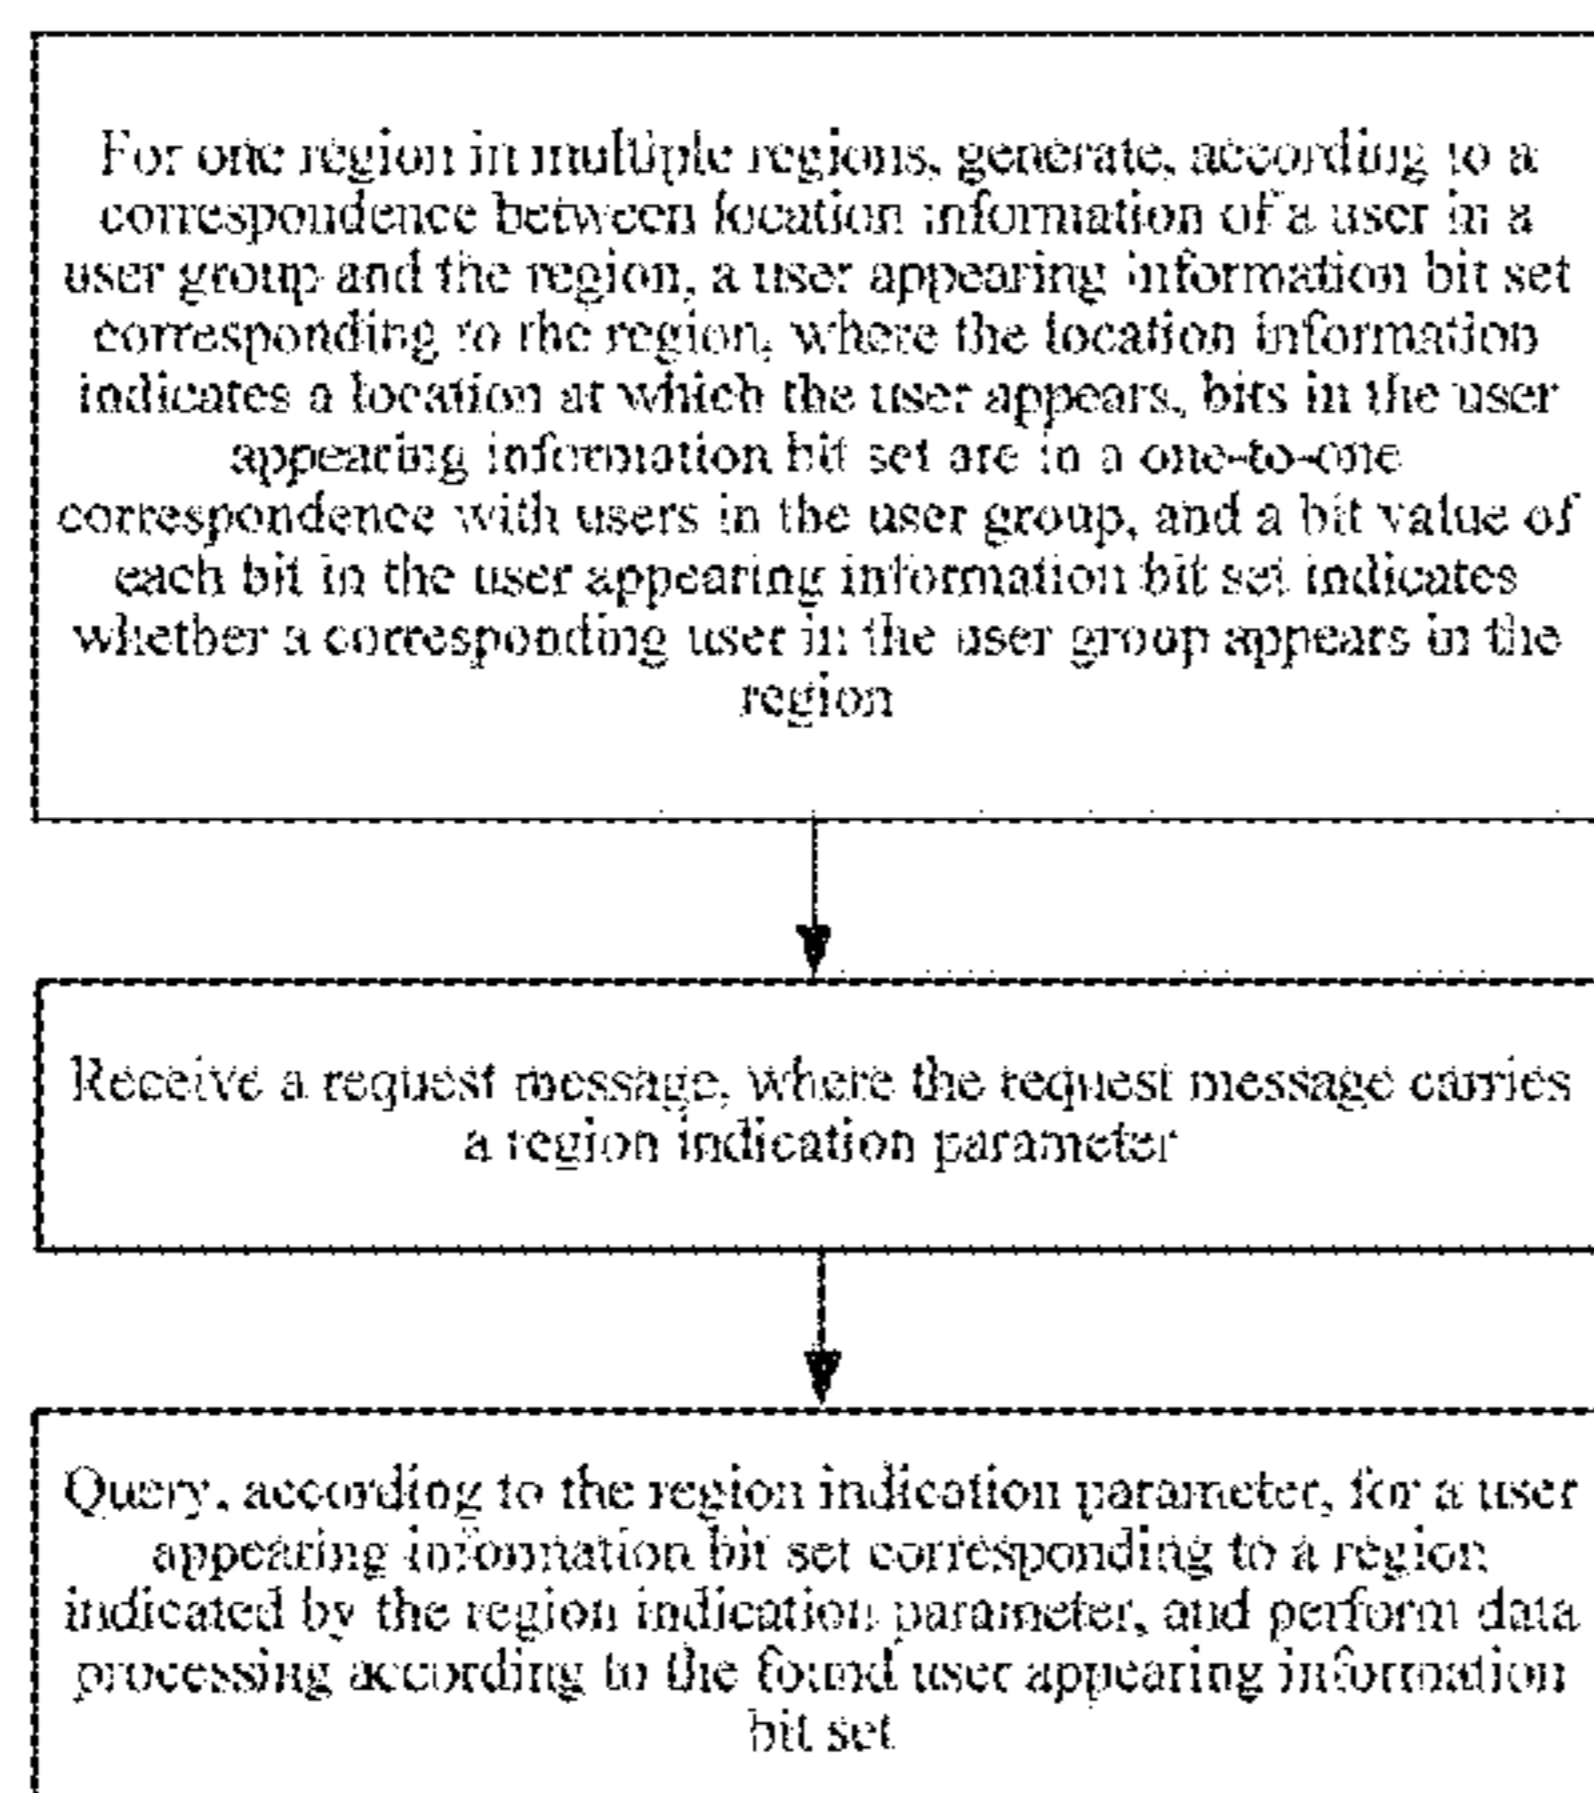 For one region in multiple regions, generate, according to a
correspondence between location information of a user in a
user group and the region, a user appearing information bit set
corresponding to the region, where the location information
indicates a location at which the user appears, bits in the user
appearing information bit set are in a one-to-one
correspondence with users in the user group, and a bit value of
each bit in the user appearing information bit set indicates
whether a corresponding user in the user group appears in the
region
Receive a request message, where the request message carries
a region indication parameter
Query, according to the region indication parameter, for a user
appearing information bit set corresponding to a region
indicated by the region indication parameter, and perform data
processing according to the found user appearing information
bit set